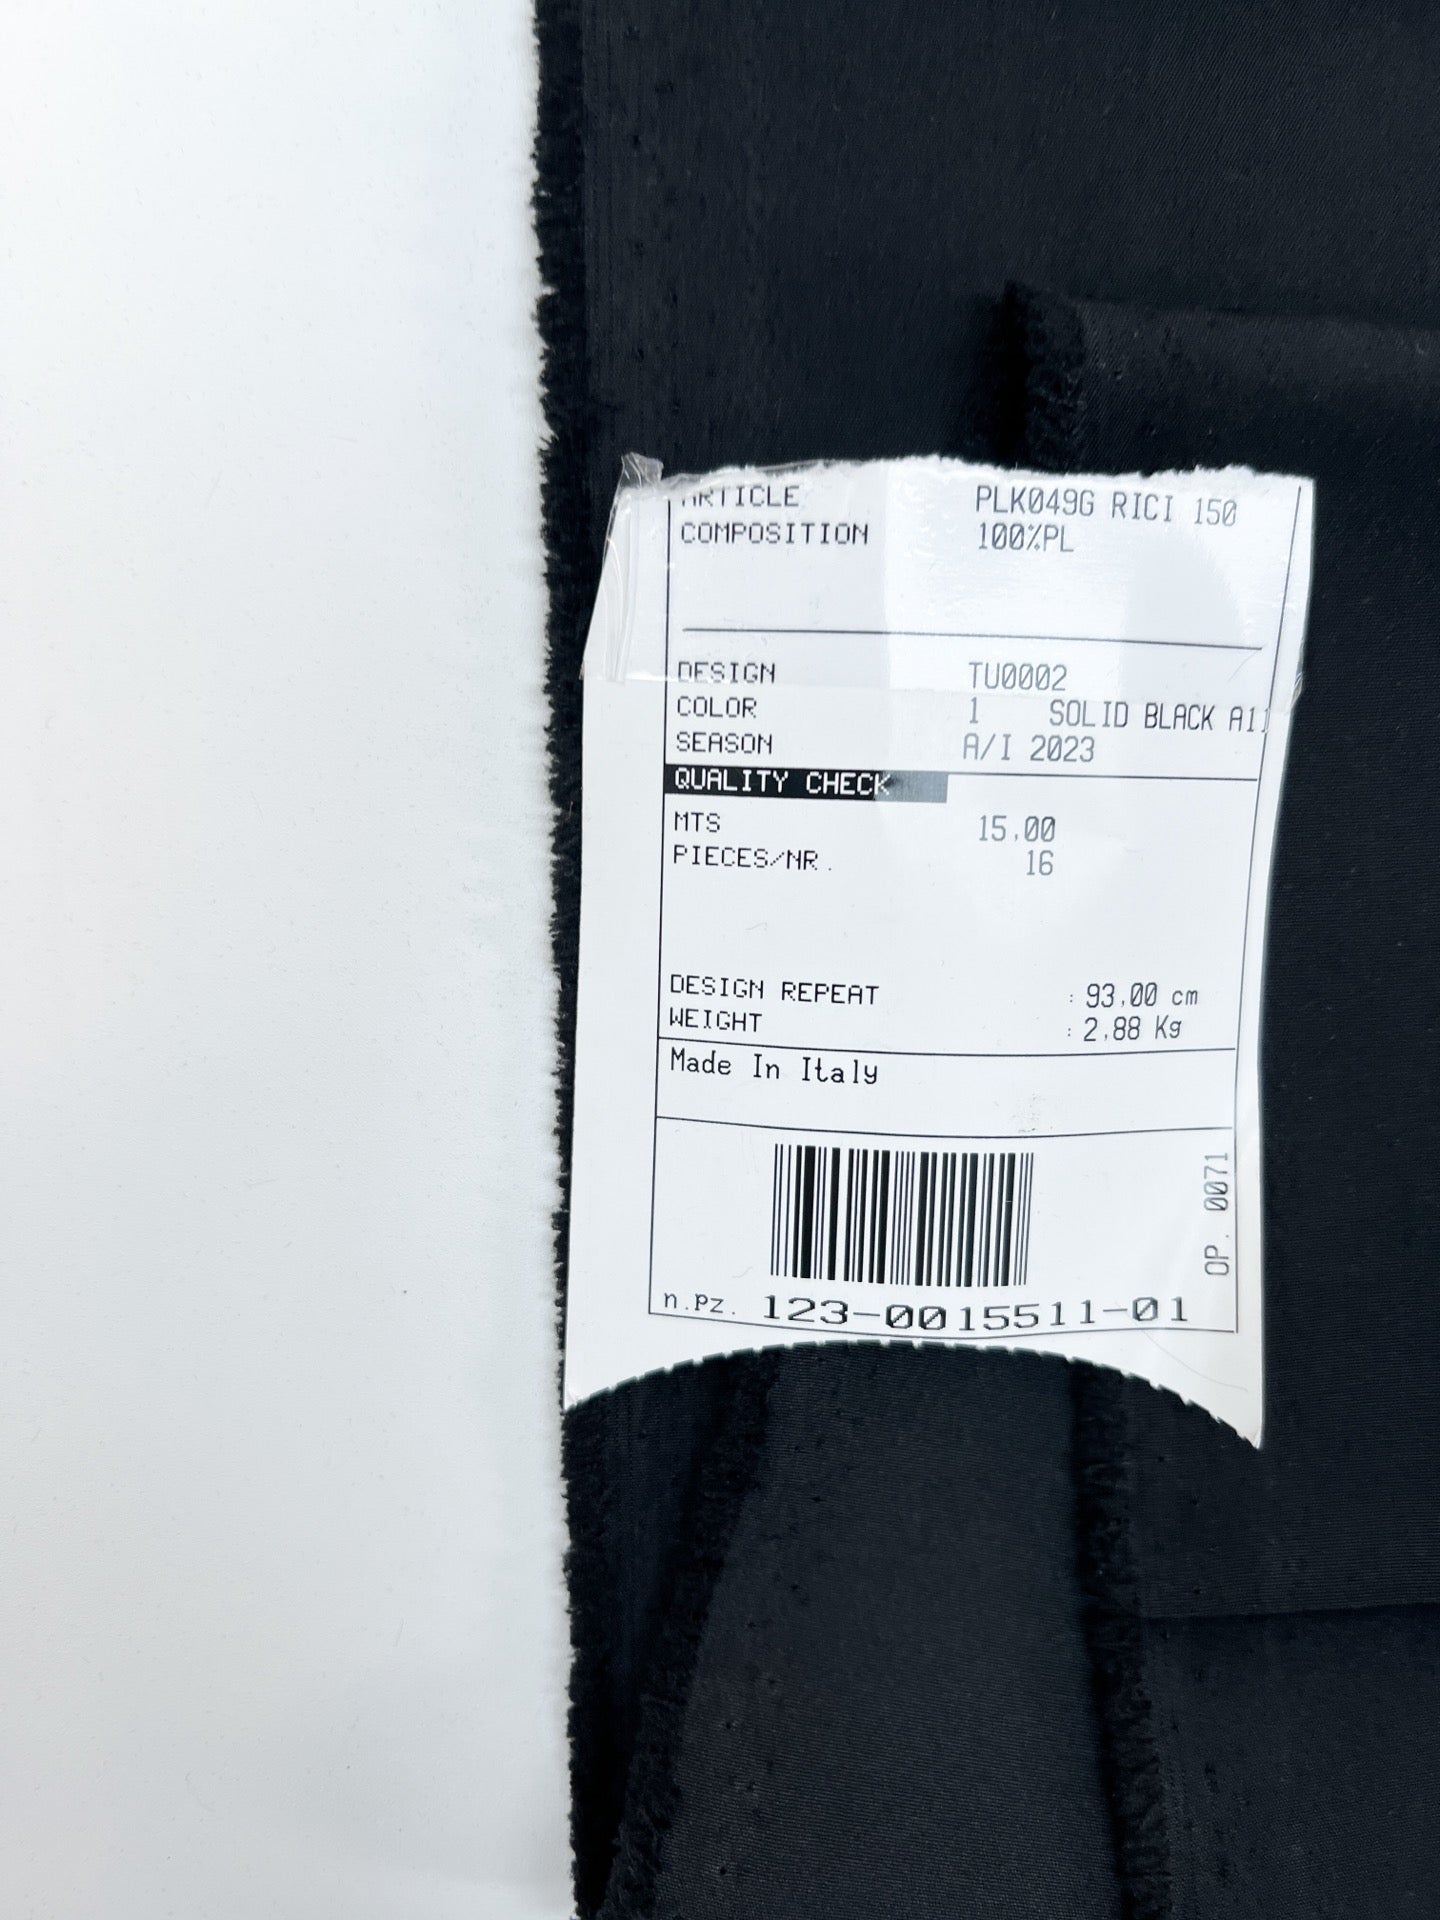 ARTICLE PLK049G RICI 150
COMPOSITION 100%PL
DESIGN TU0002
COLOR 1 SOLID BLACK A11
SEASON A/I 2023
QUALITY CHECK
MTS 15,00
PIECES/NR. 16
DESIGN REPEAT : 93,00 cm
WEIGHT : 2,88 Kg
Made In Italy
OP. 0071
n.Pz. 123-0015511-01